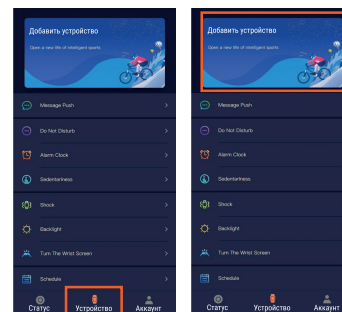 Добавить устройство
Open a new life of intelligent sports
Message Push
Do Not Disturb
Alarm Clock
Sedentariness
Shock
Backlight
Turn The Wrist Screen
Schedule
Статус
Устройство
Аккаунт
Добавить устройство
Open a new life of intelligent sports
Message Push
Do Not Disturb
Alarm Clock
Sedentariness
Shock
Backlight
Turn The Wrist Screen
Schedule
Статус
Устройство
Аккаунт